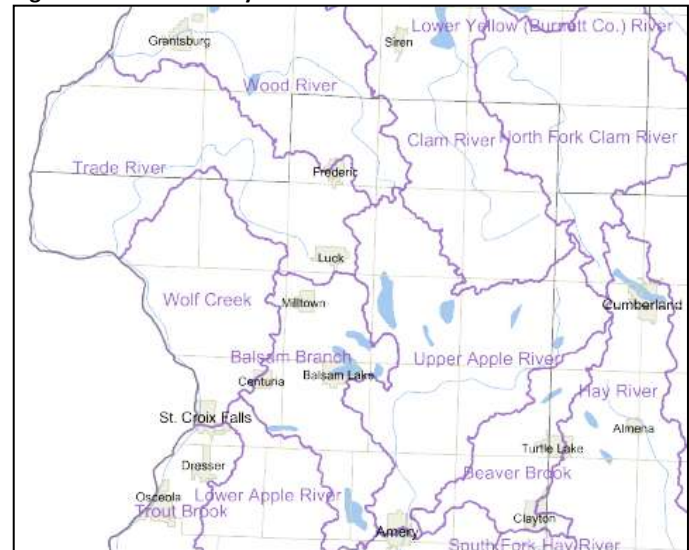 Lower Yellow (Burnett Co.) River
Grantsburg
Siren
Wood River
Clam River
North Fork Clam River
Trade River
Frederic
Luck
Wolf Creek
Milltown
Cumberland
Balsam Branch
Upper Apple River
Centuria
Balsam Lake
Hay River
St. Croix Falls
Almena
Turtle Lake
Dresser
Beaver Brook
Osceola
Lower Apple River
Trout Brook
Clayton
Amery
South Fork Hay River